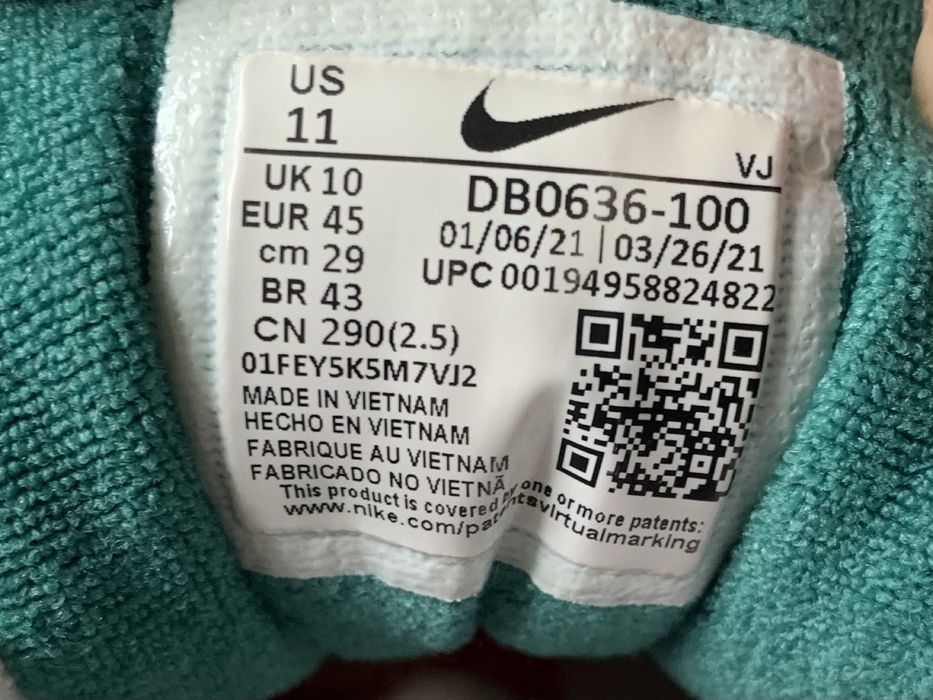 US
11
VJ
UK 10
EUR 45
cm 29
BR 43
CN 290(2.5)
DB0636-100
01/06/21 | 03/26/21
UPC 00194958824822
01FEY5K5M7VJ2
MADE IN VIETNAM
HECHO EN VIETNAM
FABRIQUE AU VIETNAM
FABRICADO NO VIETNÃ
This product is covered by one or more patents:
www.nike.com/patentsvirtualmarking